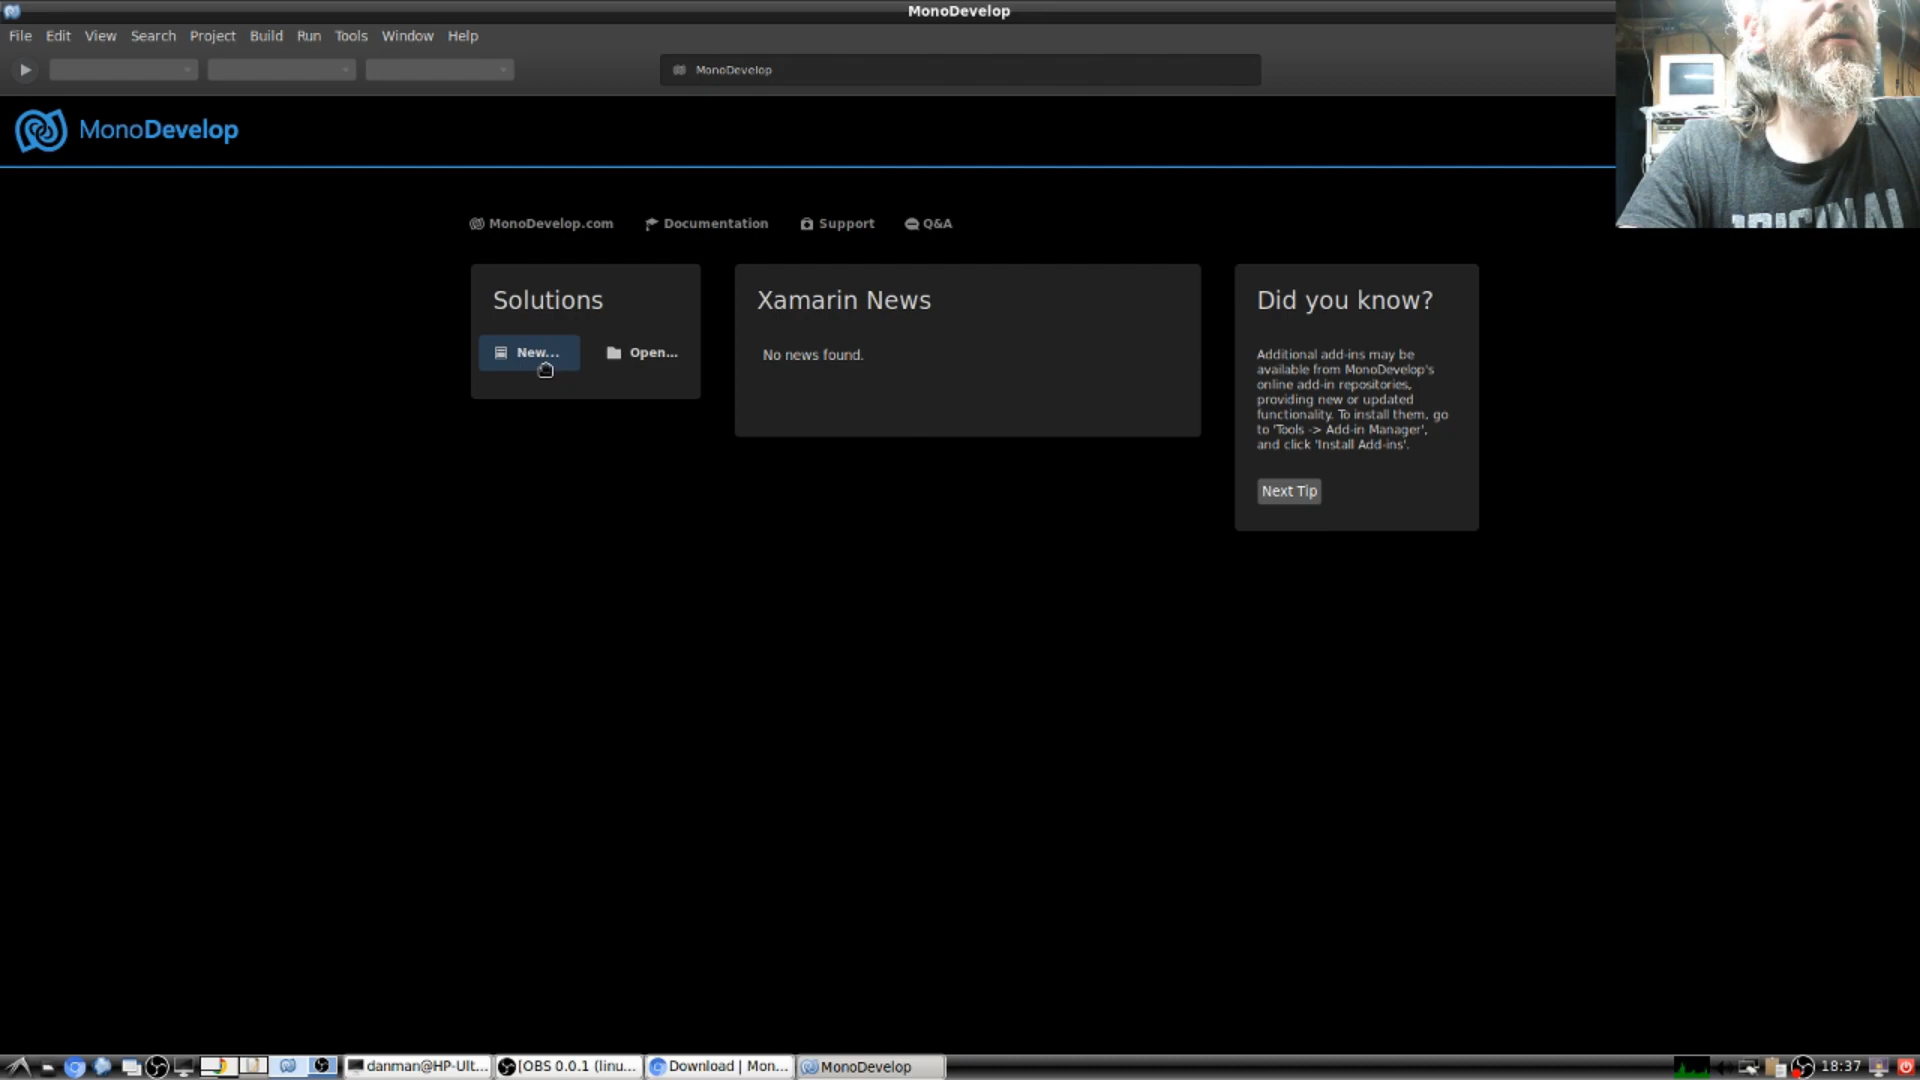 MonoDevelop
File Edit View Search Project Build Run Tools Window Help
MonoDevelop
MonoDevelop
MonoDevelop.com Documentation Support Q&A
Solutions
New... Open...
Xamarin News
No news found.
Did you know?
Additional add-ins may be
available from MonoDevelop's
online add-in repositories,
providing new or updated
functionality. To install them, go
to 'Tools -> Add-in Manager',
and click 'Install Add-ins'.
Next Tip
ORIGINAL
danman@HP-Ult... [OBS 0.0.1 (linu... Download | Mon... MonoDevelop 18:37